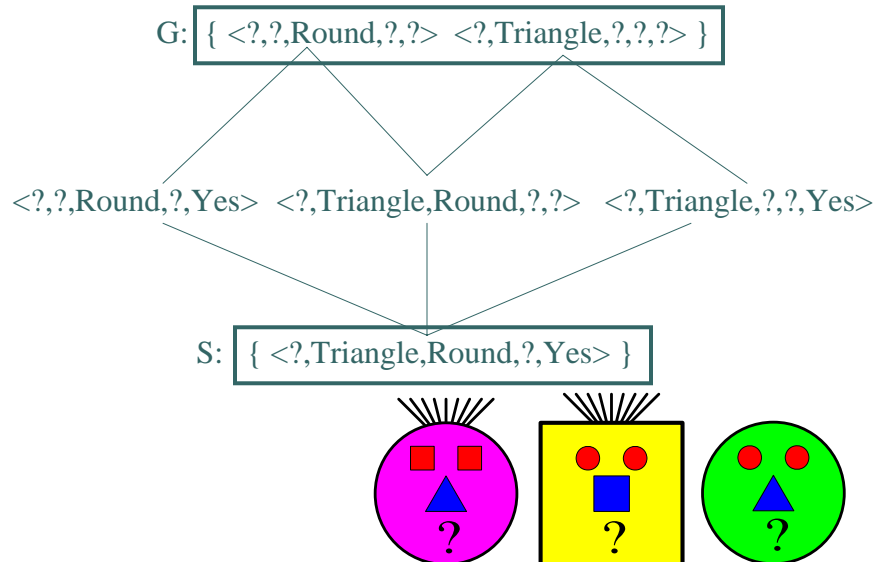 G: { <?,?,Round,?,?> <?,Triangle,?,?,?> }
<?,?,Round,?,Yes> <?,Triangle,Round,?,?> <?,Triangle,?,?,Yes>
S: { <?,Triangle,Round,?,Yes> }
? ? ?